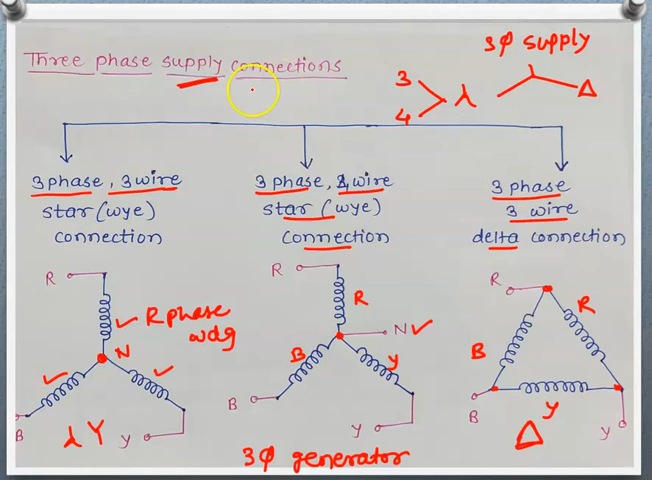 3φ supply
Three phase supply connections
3
4
⅄
⅄
Δ
3 phase, 3 wire
star (wye)
connection
3 phase, 4 wire
star (wye)
connection
3 phase
3 wire
delta connection
R
R phase
wdg
N
B
Y
⅄ Y
R
R
N
B
Y
B
Y
3φ generator
R
R
B
Y
B
Y
Δ